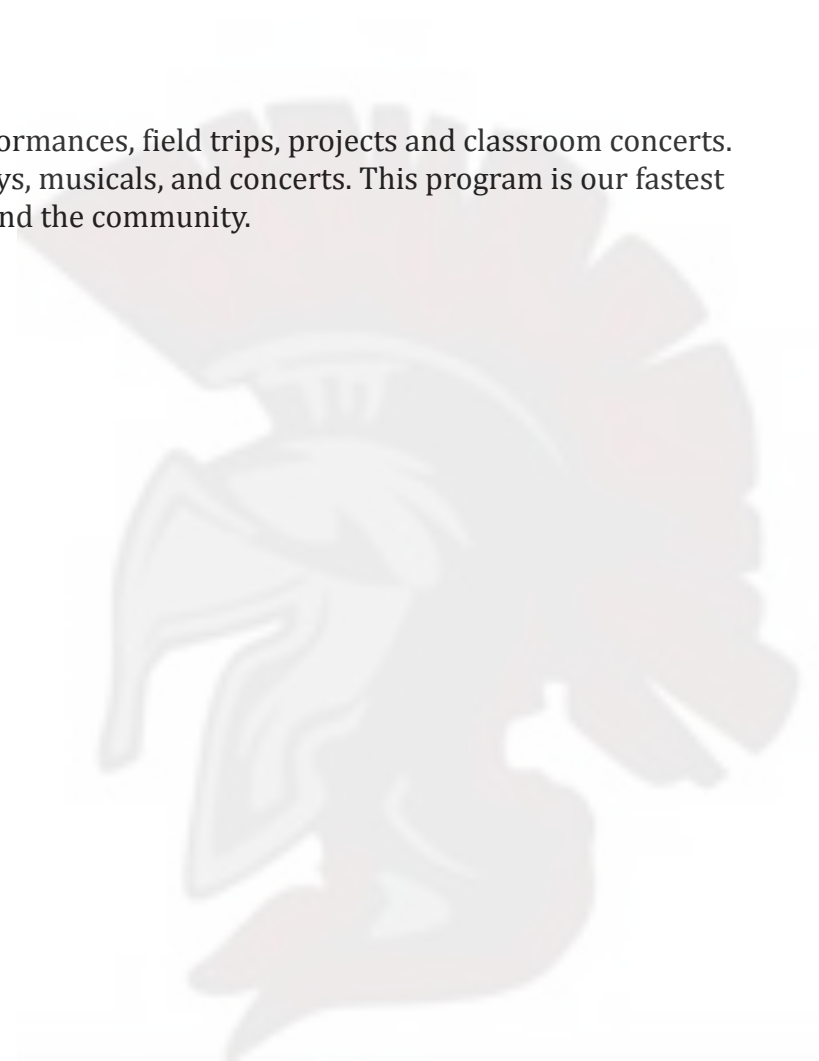 ormances, field trips, projects and classroom concerts.
ys, musicals, and concerts. This program is our fastest
nd the community.